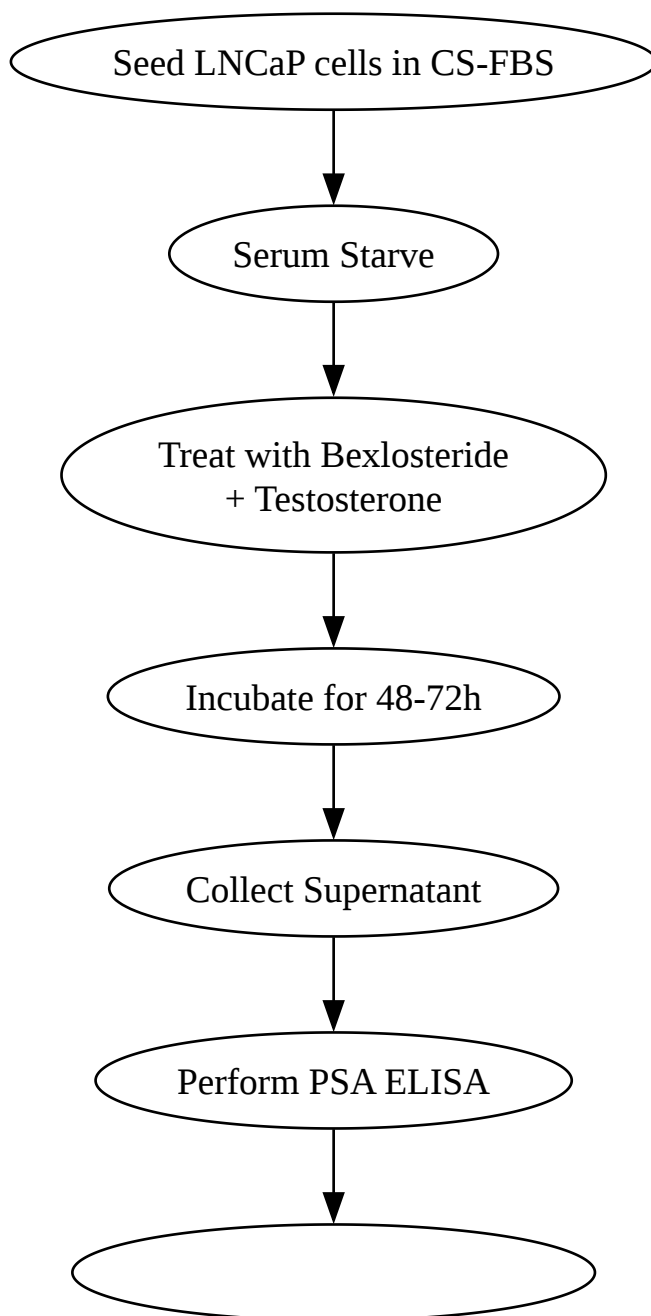 Seed LNCaP cells in CS-FBS
Serum Starve
Treat with Bexlosteride
+ Testosterone
Incubate for 48-72h
Collect Supernatant
Perform PSA ELISA